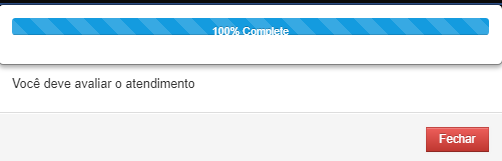 100% Complete
Você deve avaliar o atendimento
Fechar